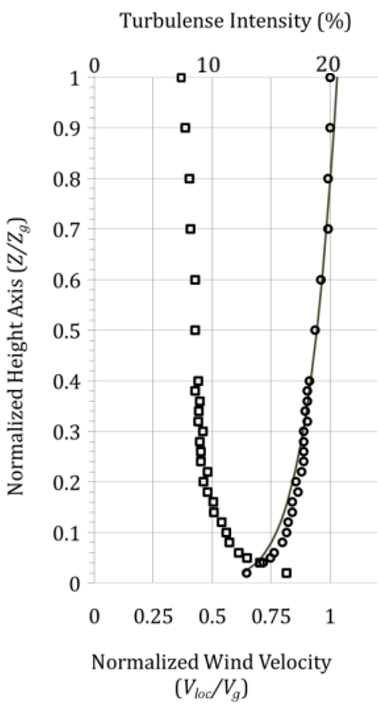 Turbulense Intensity (%)
0 10 20
1
0.9
0.8
0.7
0.6
0.5
0.4
0.3
0.2
0.1
0
Normalized Height Axis (Z/Zg)
0 0.25 0.5 0.75 1
Normalized Wind Velocity
(Vloc/Vg)